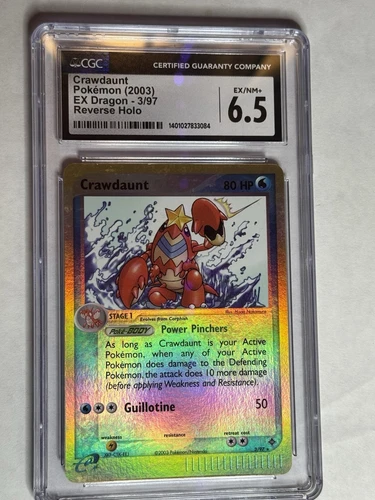 CGC
CERTIFIED GUARANTY COMPANY
Crawdaunt
Pokémon (2003)
EX Dragon - 3/97
Reverse Holo
1401027833084
EX/NM+
6.5
Crawdaunt
80 HP
STAGE 1
Evolves from Corphish
Poké-BODY
Power Pinchers
As long as Crawdaunt is your Active
Pokémon, when any of your Active
Pokémon does damage to the Defending
Pokémon, the attack does 10 more damage
(before applying Weakness and Resistance).
Guillotine
50
weakness
resistance
retreat cost
©2003 Pokémon/Nintendo
3/97